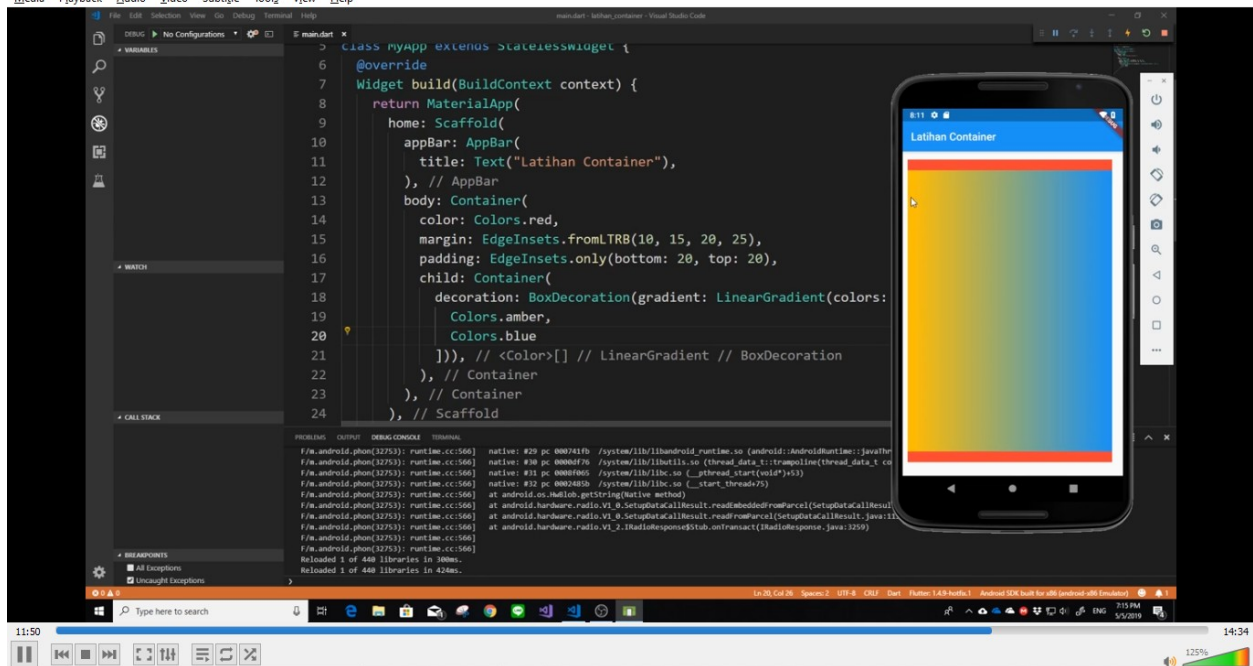 Media Playback Audio Video Subtitle Tools View Help
File Edit Selection View Go Debug Terminal Help
main.dart - latihan_container - Visual Studio Code
DEBUG No Configurations
main.dart
VARIABLES
5 class MyApp extends StatelessWidget {
6 @override
7 Widget build(BuildContext context) {
8 return MaterialApp(
9 home: Scaffold(
10 appBar: AppBar(
11 title: Text("Latihan Container"),
12 ), // AppBar
13 body: Container(
14 color: Colors.red,
15 margin: EdgeInsets.fromLTRB(10, 15, 20, 25),
16 padding: EdgeInsets.only(bottom: 20, top: 20),
17 child: Container(
18 decoration: BoxDecoration(gradient: LinearGradient(colors:
19 Colors.amber,
20 Colors.blue
21 ])), // <Color>[] // LinearGradient // BoxDecoration
22 ), // Container
23 ), // Container
24 ), // Scaffold
WATCH
CALL STACK
BREAKPOINTS
All Exceptions
Uncaught Exceptions
8:11
Latihan Container
PROBLEMS OUTPUT DEBUG CONSOLE TERMINAL
F/m.android.phon(32753): runtime.cc:566] native: #29 pc 000741fb /system/lib/libandroid_runtime.so (android::AndroidRuntime::javaThr
F/m.android.phon(32753): runtime.cc:566] native: #30 pc 0000df76 /system/lib/libutils.so (thread_data_t::trampoline(thread_data_t co
F/m.android.phon(32753): runtime.cc:566] native: #31 pc 0008f065 /system/lib/libc.so (__pthread_start(void*)+53)
F/m.android.phon(32753): runtime.cc:566] native: #32 pc 0002485b /system/lib/libc.so (__start_thread+75)
F/m.android.phon(32753): runtime.cc:566] at android.os.HwBlob.getString(Native method)
F/m.android.phon(32753): runtime.cc:566] at android.hardware.radio.V1_0.SetupDataCallResult.readEmbeddedFromParcel(SetupDataCallResul
F/m.android.phon(32753): runtime.cc:566] at android.hardware.radio.V1_0.SetupDataCallResult.readFromParcel(SetupDataCallResult.java:11
F/m.android.phon(32753): runtime.cc:566] at android.hardware.radio.V1_2.IRadioResponse$Stub.onTransact(IRadioResponse.java:3259)
F/m.android.phon(32753): runtime.cc:566]
F/m.android.phon(32753): runtime.cc:566]
Reloaded 1 of 440 libraries in 300ms.
Reloaded 1 of 440 libraries in 424ms.
0 0
Ln 20, Col 26 Spaces: 2 UTF-8 CRLF Dart Flutter: 1.4.9-hotfix.1 Android SDK built for x86 (android-x86 Emulator) 1
Type here to search
ENG
7:15 PM
5/5/2019
11:50
14:34
125%